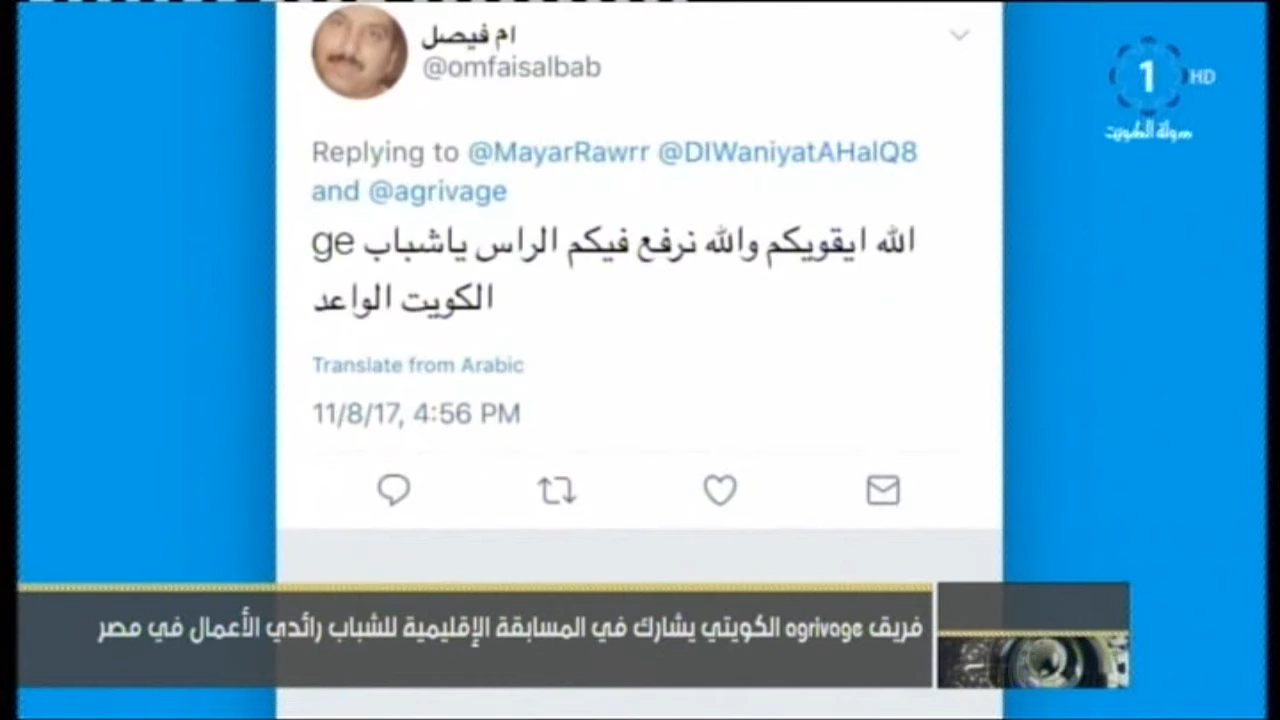 ام فيصل
@omfaisalbab
1 HD
دولة الكويت
Replying to @MayarRawrr @DIWaniyatAHalQ8
and @agrivage
الله ايقويكم والله نرفع فيكم الراس ياشباب ge
الكويت الواعد
Translate from Arabic
11/8/17, 4:56 PM
فريق agrivage الكويتي يشارك في المسابقة الإقليمية للشباب رائدي الأعمال في مصر